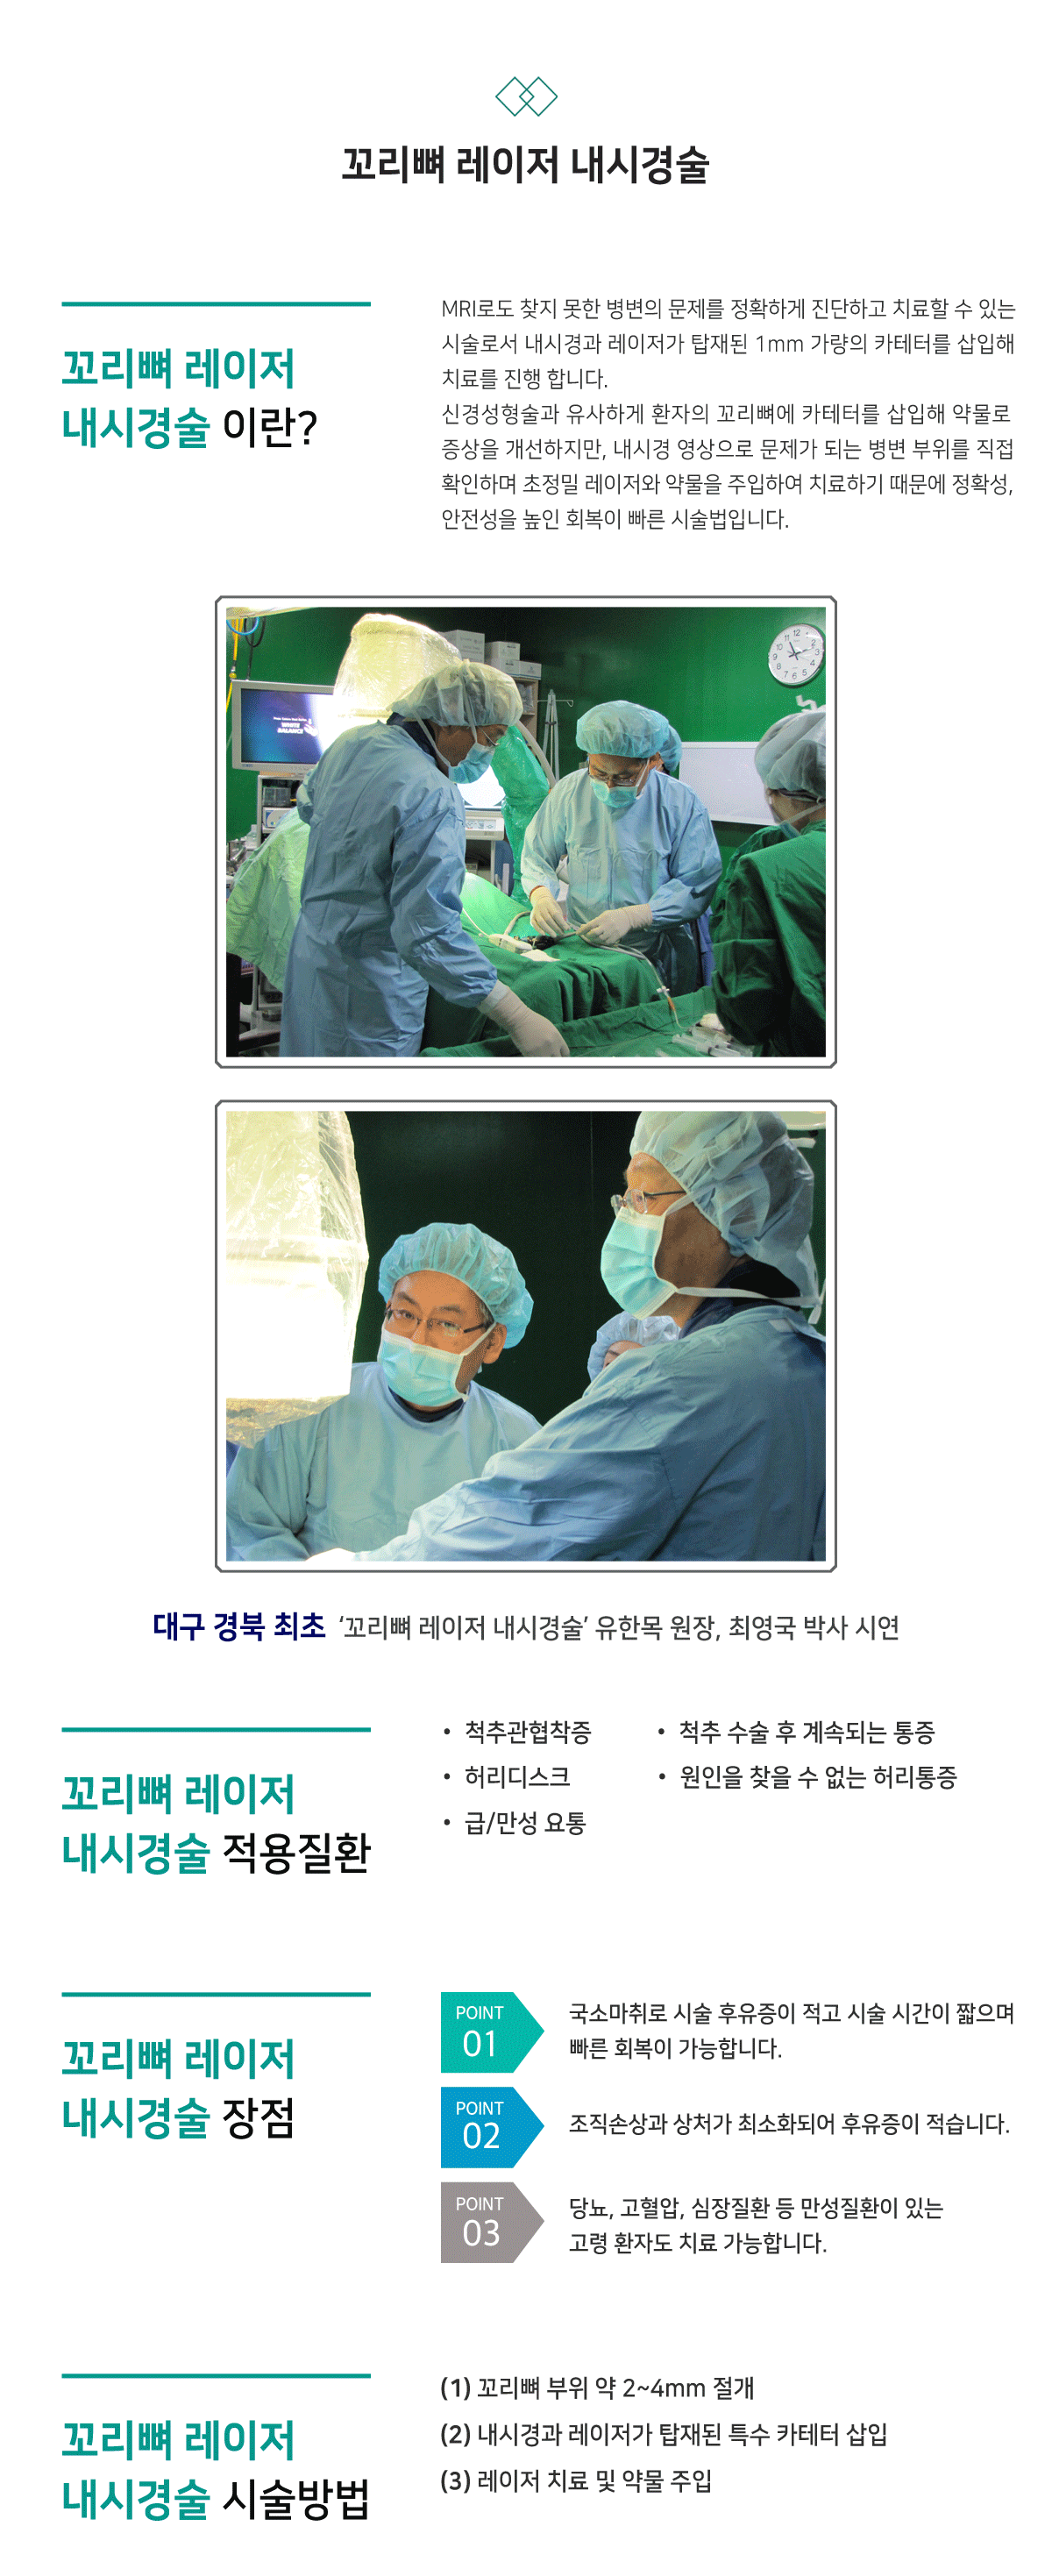 꼬리뼈 레이저 내시경술
꼬리뼈 레이저
내시경술 이란?
MRI로도 찾지 못한 병변의 문제를 정확하게 진단하고 치료할 수 있는
시술로서 내시경과 레이저가 탑재된 1mm 가량의 카테터를 삽입해
치료를 진행 합니다.
신경성형술과 유사하게 환자의 꼬리뼈에 카테터를 삽입해 약물로
증상을 개선하지만, 내시경 영상으로 문제가 되는 병변 부위를 직접
확인하며 초정밀 레이저와 약물을 주입하여 치료하기 때문에 정확성,
안전성을 높인 회복이 빠른 시술법입니다.
WHITE
BALANCE
대구 경북 최초 ‘꼬리뼈 레이저 내시경술’ 유한목 원장, 최영국 박사 시연
꼬리뼈 레이저
내시경술 적용질환
• 척추관협착증
• 허리디스크
• 급/만성 요통
• 척추 수술 후 계속되는 통증
• 원인을 찾을 수 없는 허리통증
꼬리뼈 레이저
내시경술 장점
POINT
01
국소마취로 시술 후유증이 적고 시술 시간이 짧으며
빠른 회복이 가능합니다.
POINT
02
조직손상과 상처가 최소화되어 후유증이 적습니다.
POINT
03
당뇨, 고혈압, 심장질환 등 만성질환이 있는
고령 환자도 치료 가능합니다.
꼬리뼈 레이저
내시경술 시술방법
(1) 꼬리뼈 부위 약 2~4mm 절개
(2) 내시경과 레이저가 탑재된 특수 카테터 삽입
(3) 레이저 치료 및 약물 주입